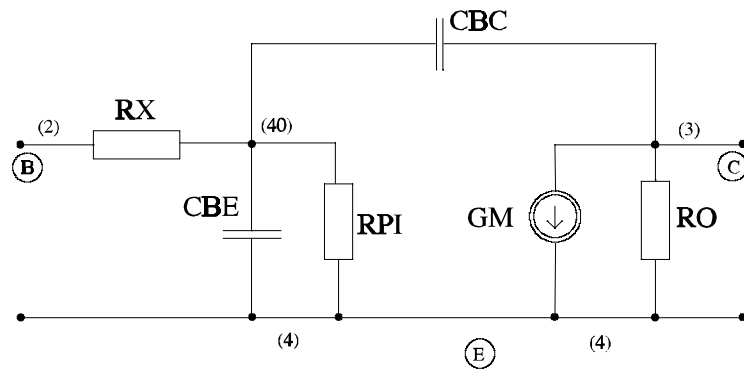 CBC
RX
(2)
(40)
(3)
B
C
CBE
RPI
GM
RO
(4)
(4)
E